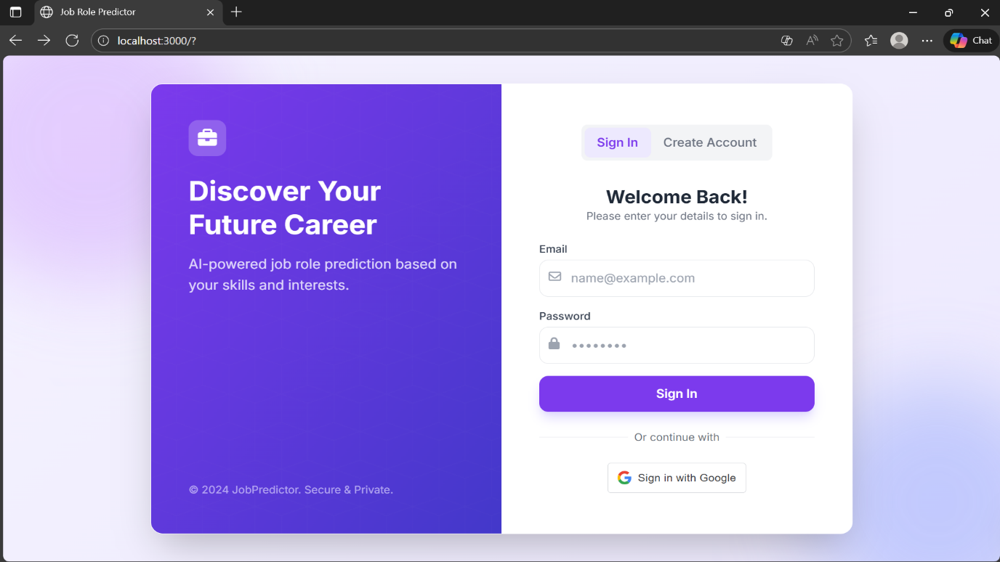 Job Role Predictor
localhost:3000/?
Chat
Discover Your
Future Career
AI-powered job role prediction based on
your skills and interests.
© 2024 JobPredictor. Secure & Private.
Sign In
Create Account
Welcome Back!
Please enter your details to sign in.
Email
name@example.com
Password
••••••••
Sign In
Or continue with
Sign in with Google